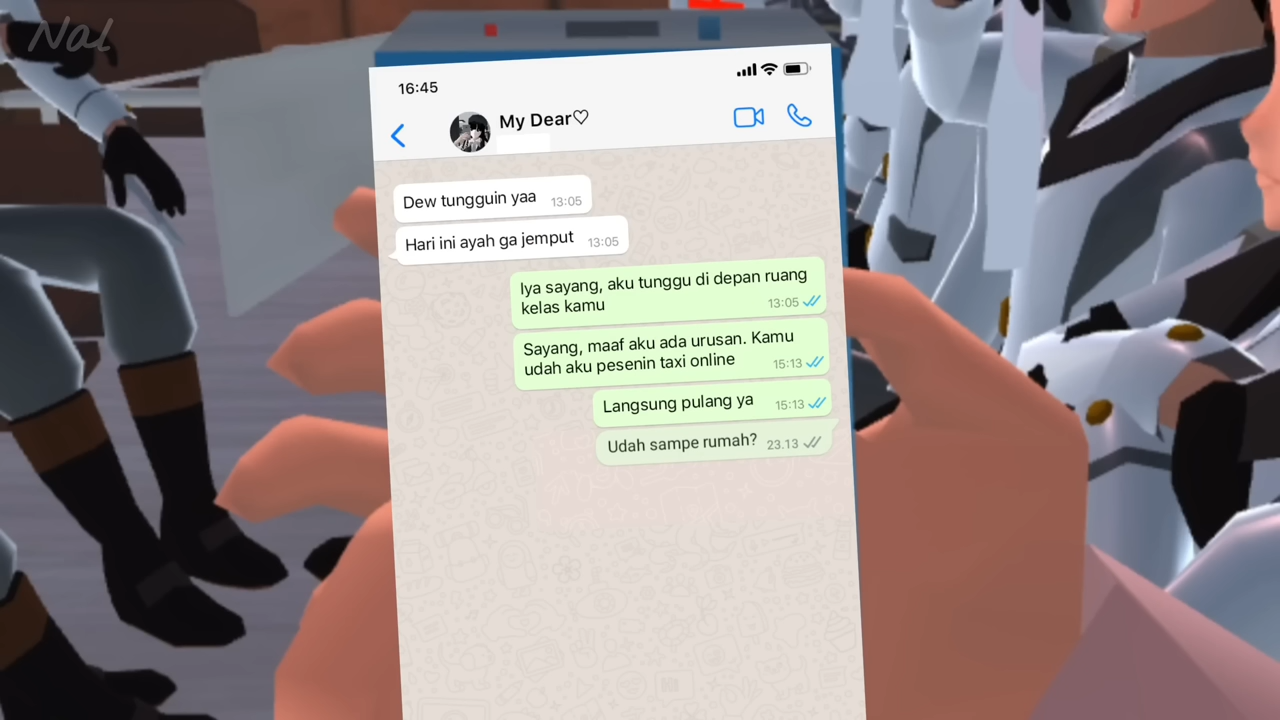 Nal
16:45
My Dear♡
Dew tungguin yaa 13:05
Hari ini ayah ga jemput 13:05
Iya sayang, aku tunggu di depan ruang
kelas kamu 13:05
Sayang, maaf aku ada urusan. Kamu
udah aku pesenin taxi online 15:13
Langsung pulang ya 15:13
Udah sampe rumah? 23.13